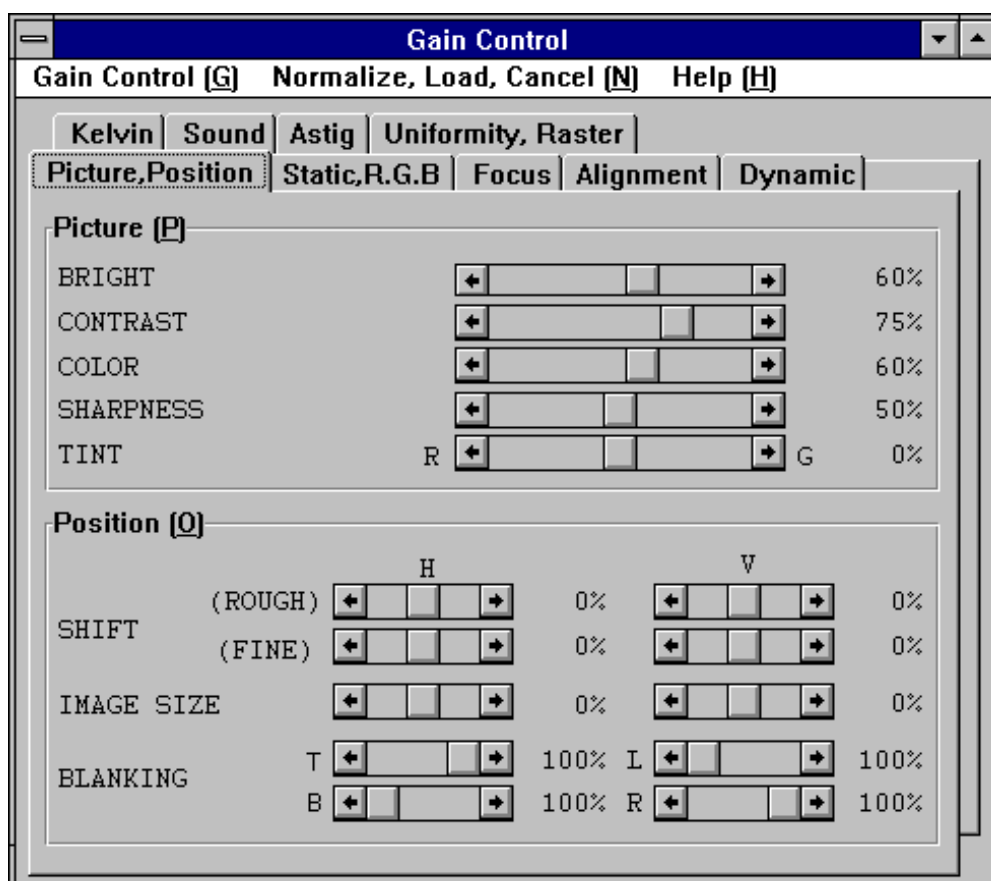 Gain Control
Gain Control (G) Normalize, Load, Cancel (N) Help (H)
Kelvin Sound Astig Uniformity, Raster
Picture,Position Static,R.G.B Focus Alignment Dynamic
Picture (P)
BRIGHT 60%
CONTRAST 75%
COLOR 60%
SHARPNESS 50%
TINT R G 0%
Position (O)
H V
SHIFT
(ROUGH) 0% 0%
(FINE) 0% 0%
IMAGE SIZE 0% 0%
BLANKING
T 100% L 100%
B 100% R 100%